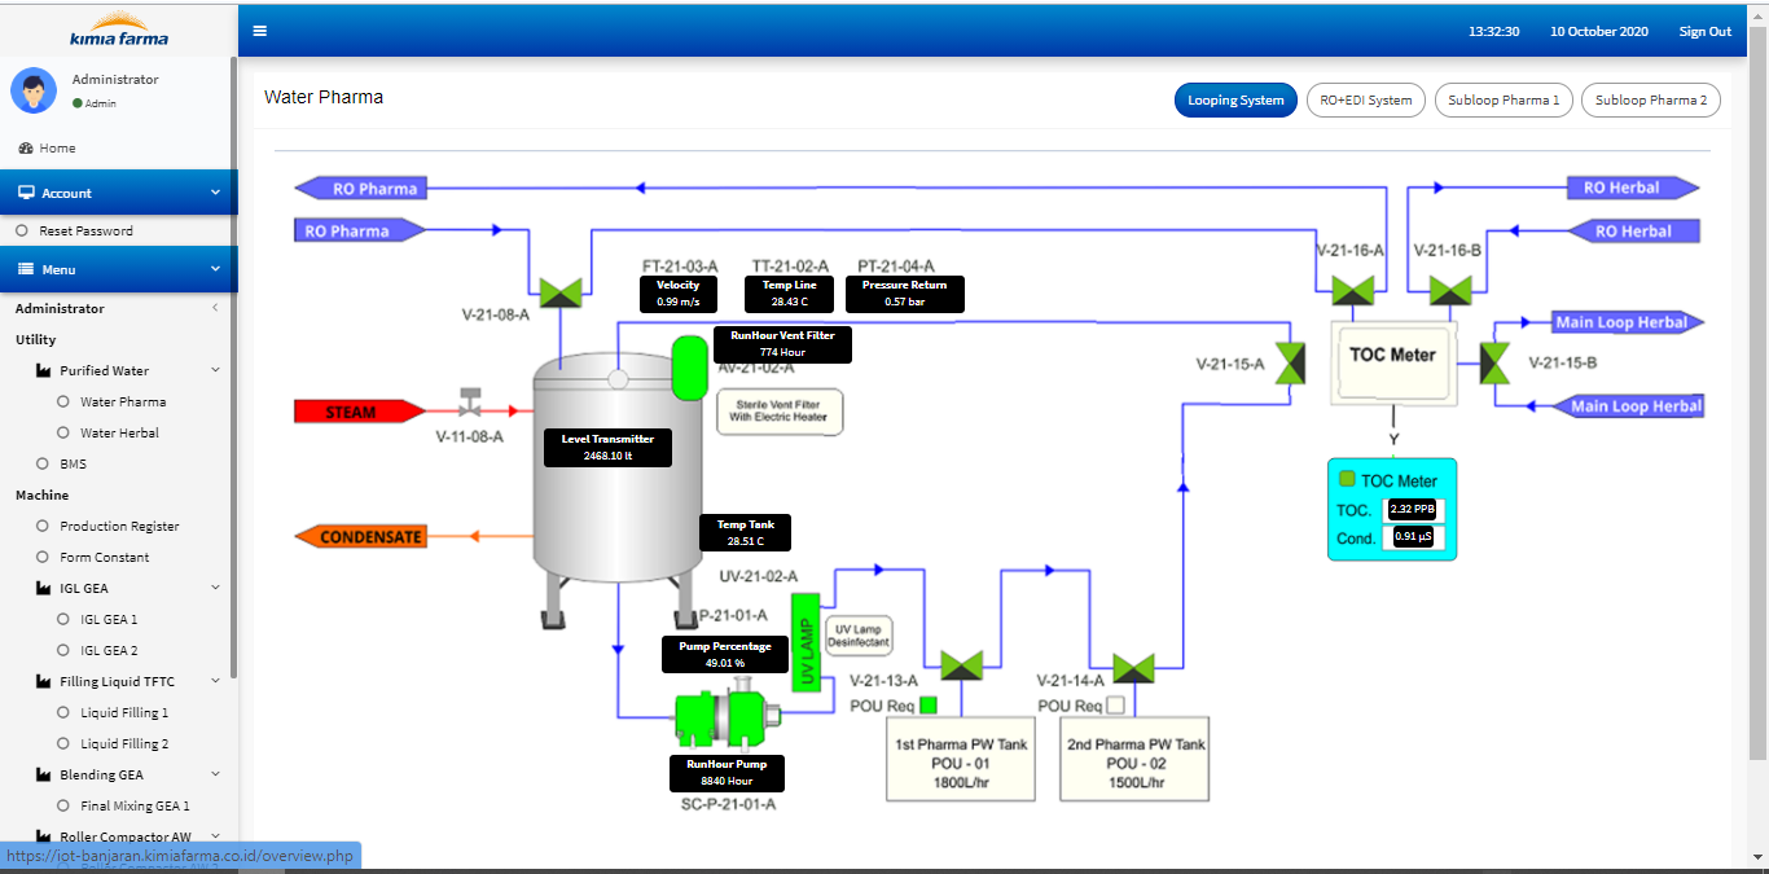 kimia farma
13:32:30 10 October 2020 Sign Out
Administrator
Admin
Home
Account
Reset Password
Menu
Administrator
Utility
Purified Water
Water Pharma
Water Herbal
BMS
Machine
Production Register
Form Constant
IGL GEA
IGL GEA 1
IGL GEA 2
Filling Liquid TFTC
Liquid Filling 1
Liquid Filling 2
Blending GEA
Final Mixing GEA 1
Roller Compactor AW
Roller Compactor AW 2
https://iot-banjaran.kimiafarma.co.id/overview.php
Water Pharma
Looping System
RO+EDI System
Subloop Pharma 1
Subloop Pharma 2
RO Pharma
RO Herbal
RO Pharma
RO Herbal
V-21-16-A
V-21-16-B
FT-21-03-A
Velocity
0.99 m/s
TT-21-02-A
Temp Line
28.43 C
PT-21-04-A
Pressure Return
0.57 bar
V-21-08-A
RunHour Vent Filter
774 Hour
AV-21-02-A
Sterile Vent Filter
With Electric Heater
Main Loop Herbal
V-21-15-A
TOC Meter
V-21-15-B
Main Loop Herbal
STEAM
V-11-08-A
Level Transmitter
2468.10 lt
Y
TOC Meter
TOC. 2.32 PPB
Cond. 0.91 µS
CONDENSATE
Temp Tank
28.51 C
UV-21-02-A
P-21-01-A
UV LAMP
UV Lamp
Desinfectant
Pump Percentage
49.01 %
V-21-13-A
POU Req
V-21-14-A
POU Req
1st Pharma PW Tank
POU - 01
1800L/hr
2nd Pharma PW Tank
POU - 02
1500L/hr
RunHour Pump
8840 Hour
SC-P-21-01-A